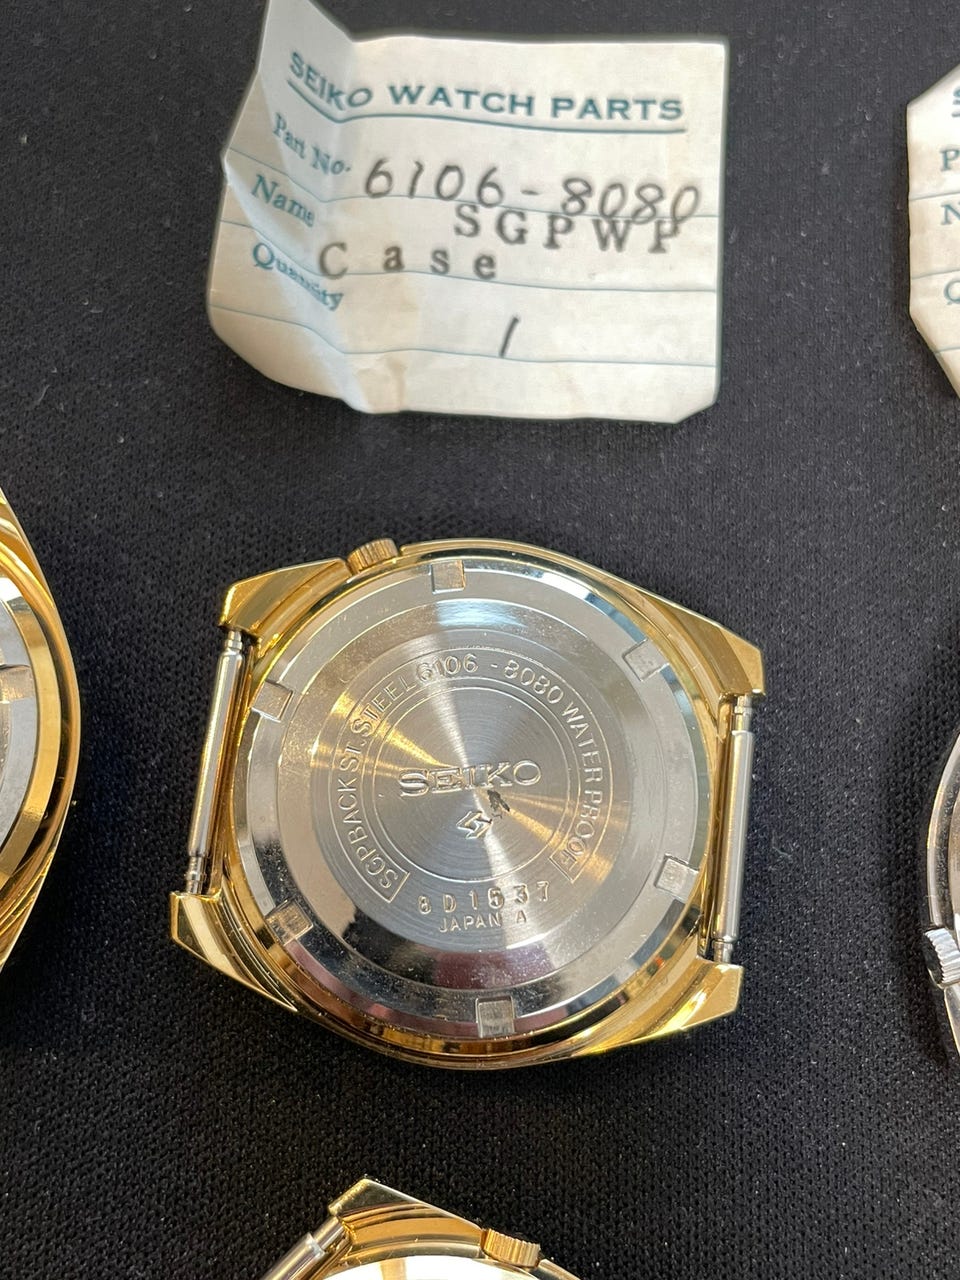 SEIKO WATCH PARTS
Part No. 6106-8080
SGPWP
Name Case
Quantity 1
SGP BACK ST. STEEL 6106-8080 WATER PROOF
SEIKO
8D1537
JAPAN A